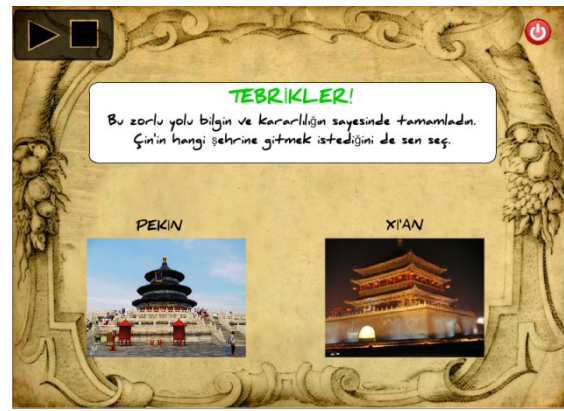 TEBRİKLER!
Bu zorlu yolu bilgin ve kararlılığın sayesinde tamamladın.
Çin'in hangi şehrine gitmek istediğini de sen seç.
PEKIN
XI'AN